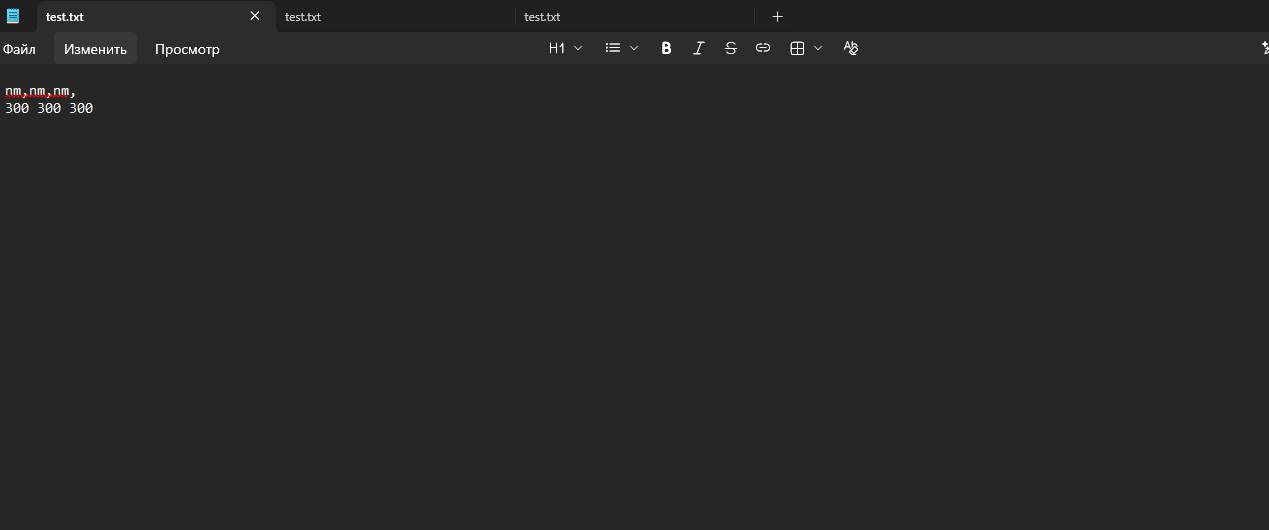 test.txt
test.txt
test.txt
Файл Изменить Просмотр
H1
nm,nm,nm,
300 300 300